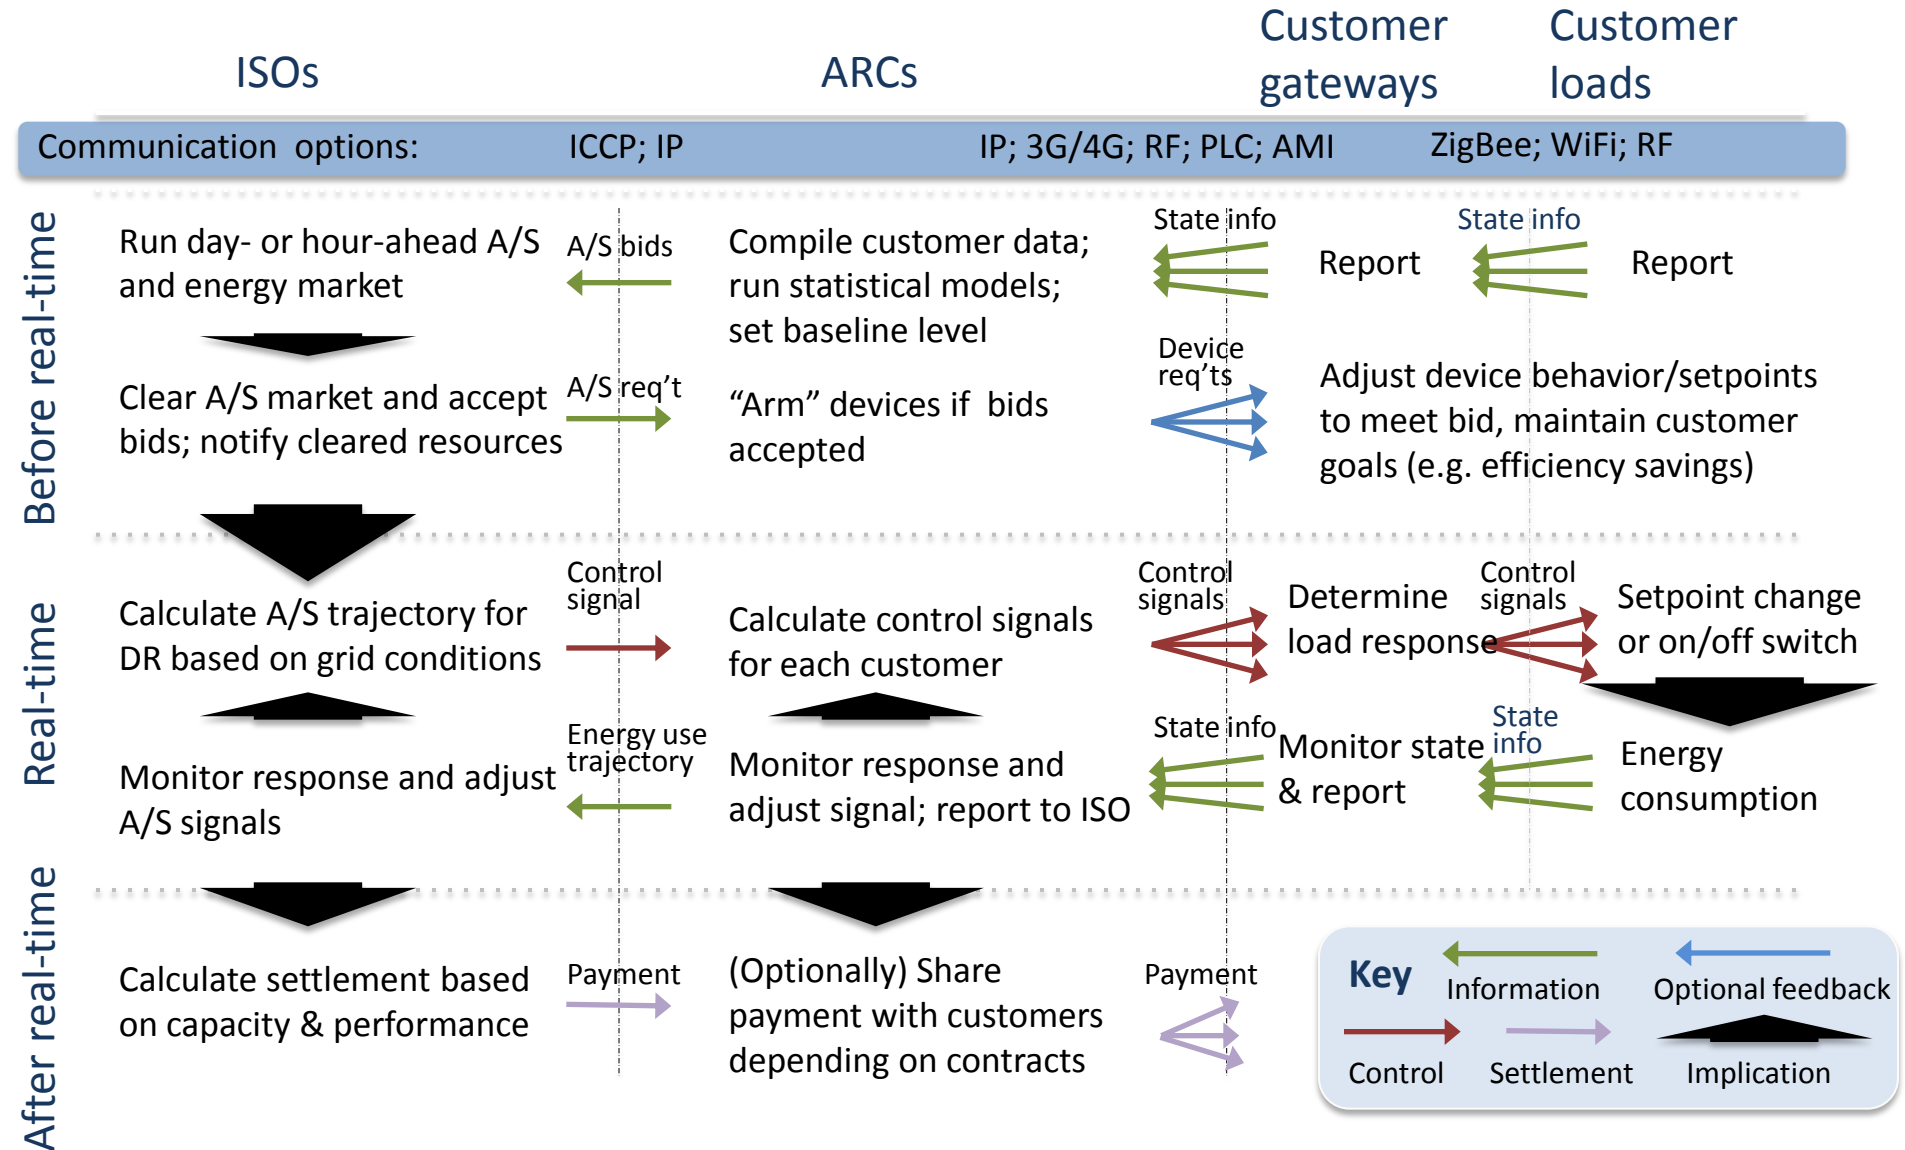 ISOs
ARCs
Customer
gateways
Customer
loads
Communication options:
ICCP; IP
IP; 3G/4G; RF; PLC; AMI
ZigBee; WiFi; RF
Before real-time
Run day- or hour-ahead A/S
and energy market
A/S bids
Compile customer data;
run statistical models;
set baseline level
State info
Report
State info
Report
Clear A/S market and accept
bids; notify cleared resources
A/S req't
“Arm” devices if bids
accepted
Device
req'ts
Adjust device behavior/setpoints
to meet bid, maintain customer
goals (e.g. efficiency savings)
Real-time
Calculate A/S trajectory for
DR based on grid conditions
Control
signal
Calculate control signals
for each customer
Control
signals
Determine
load response
Control
signals
Setpoint change
or on/off switch
Monitor response and adjust
A/S signals
Energy use
trajectory
Monitor response and
adjust signal; report to ISO
State info
Monitor state
& report
State
info
Energy
consumption
After real-time
Calculate settlement based
on capacity & performance
Payment
(Optionally) Share
payment with customers
depending on contracts
Payment
Key
Information
Optional feedback
Control
Settlement
Implication